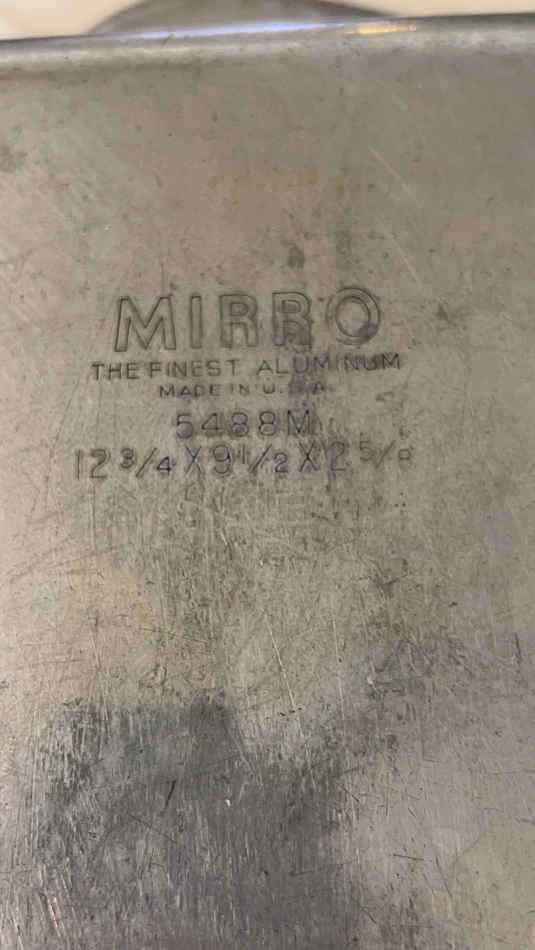 MIRRO
THE FINEST ALUMINUM
MADE IN U.S.A.
5488M
12 3/4 X 9 1/2 X 2 5/8